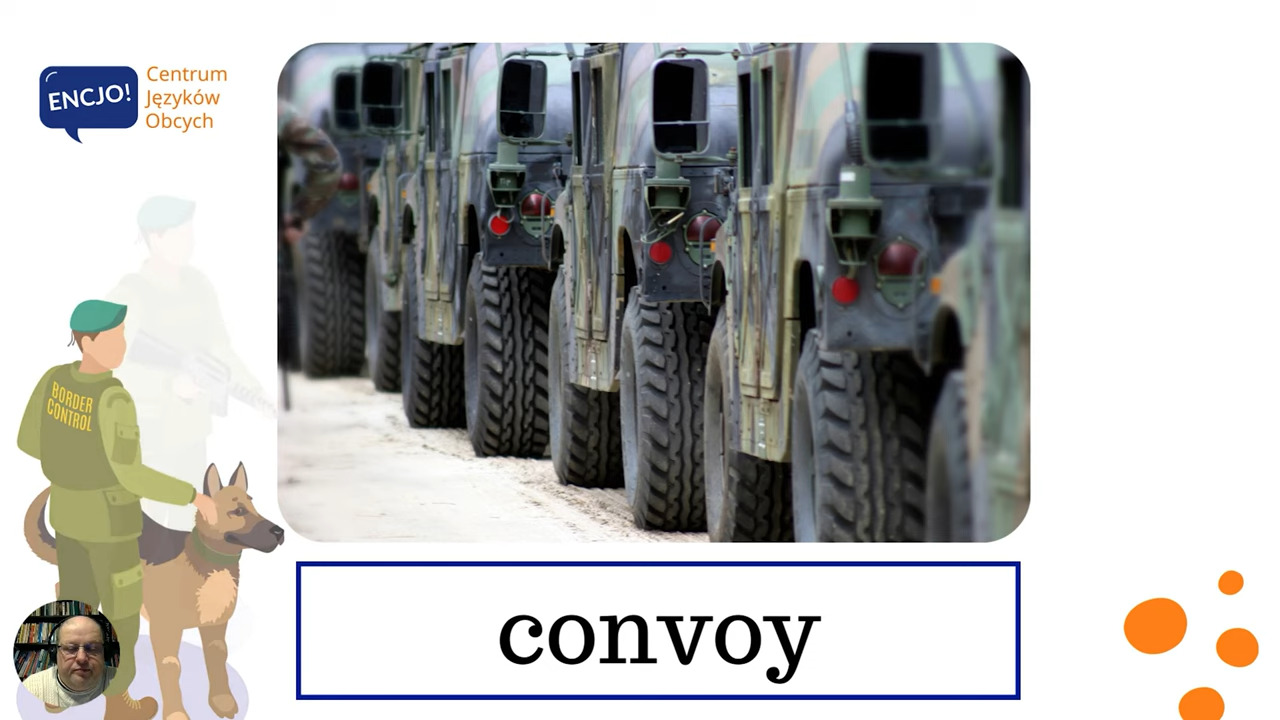 ENCJO!
Centrum
Języków
Obcych
BORDER
CONTROL
convoy